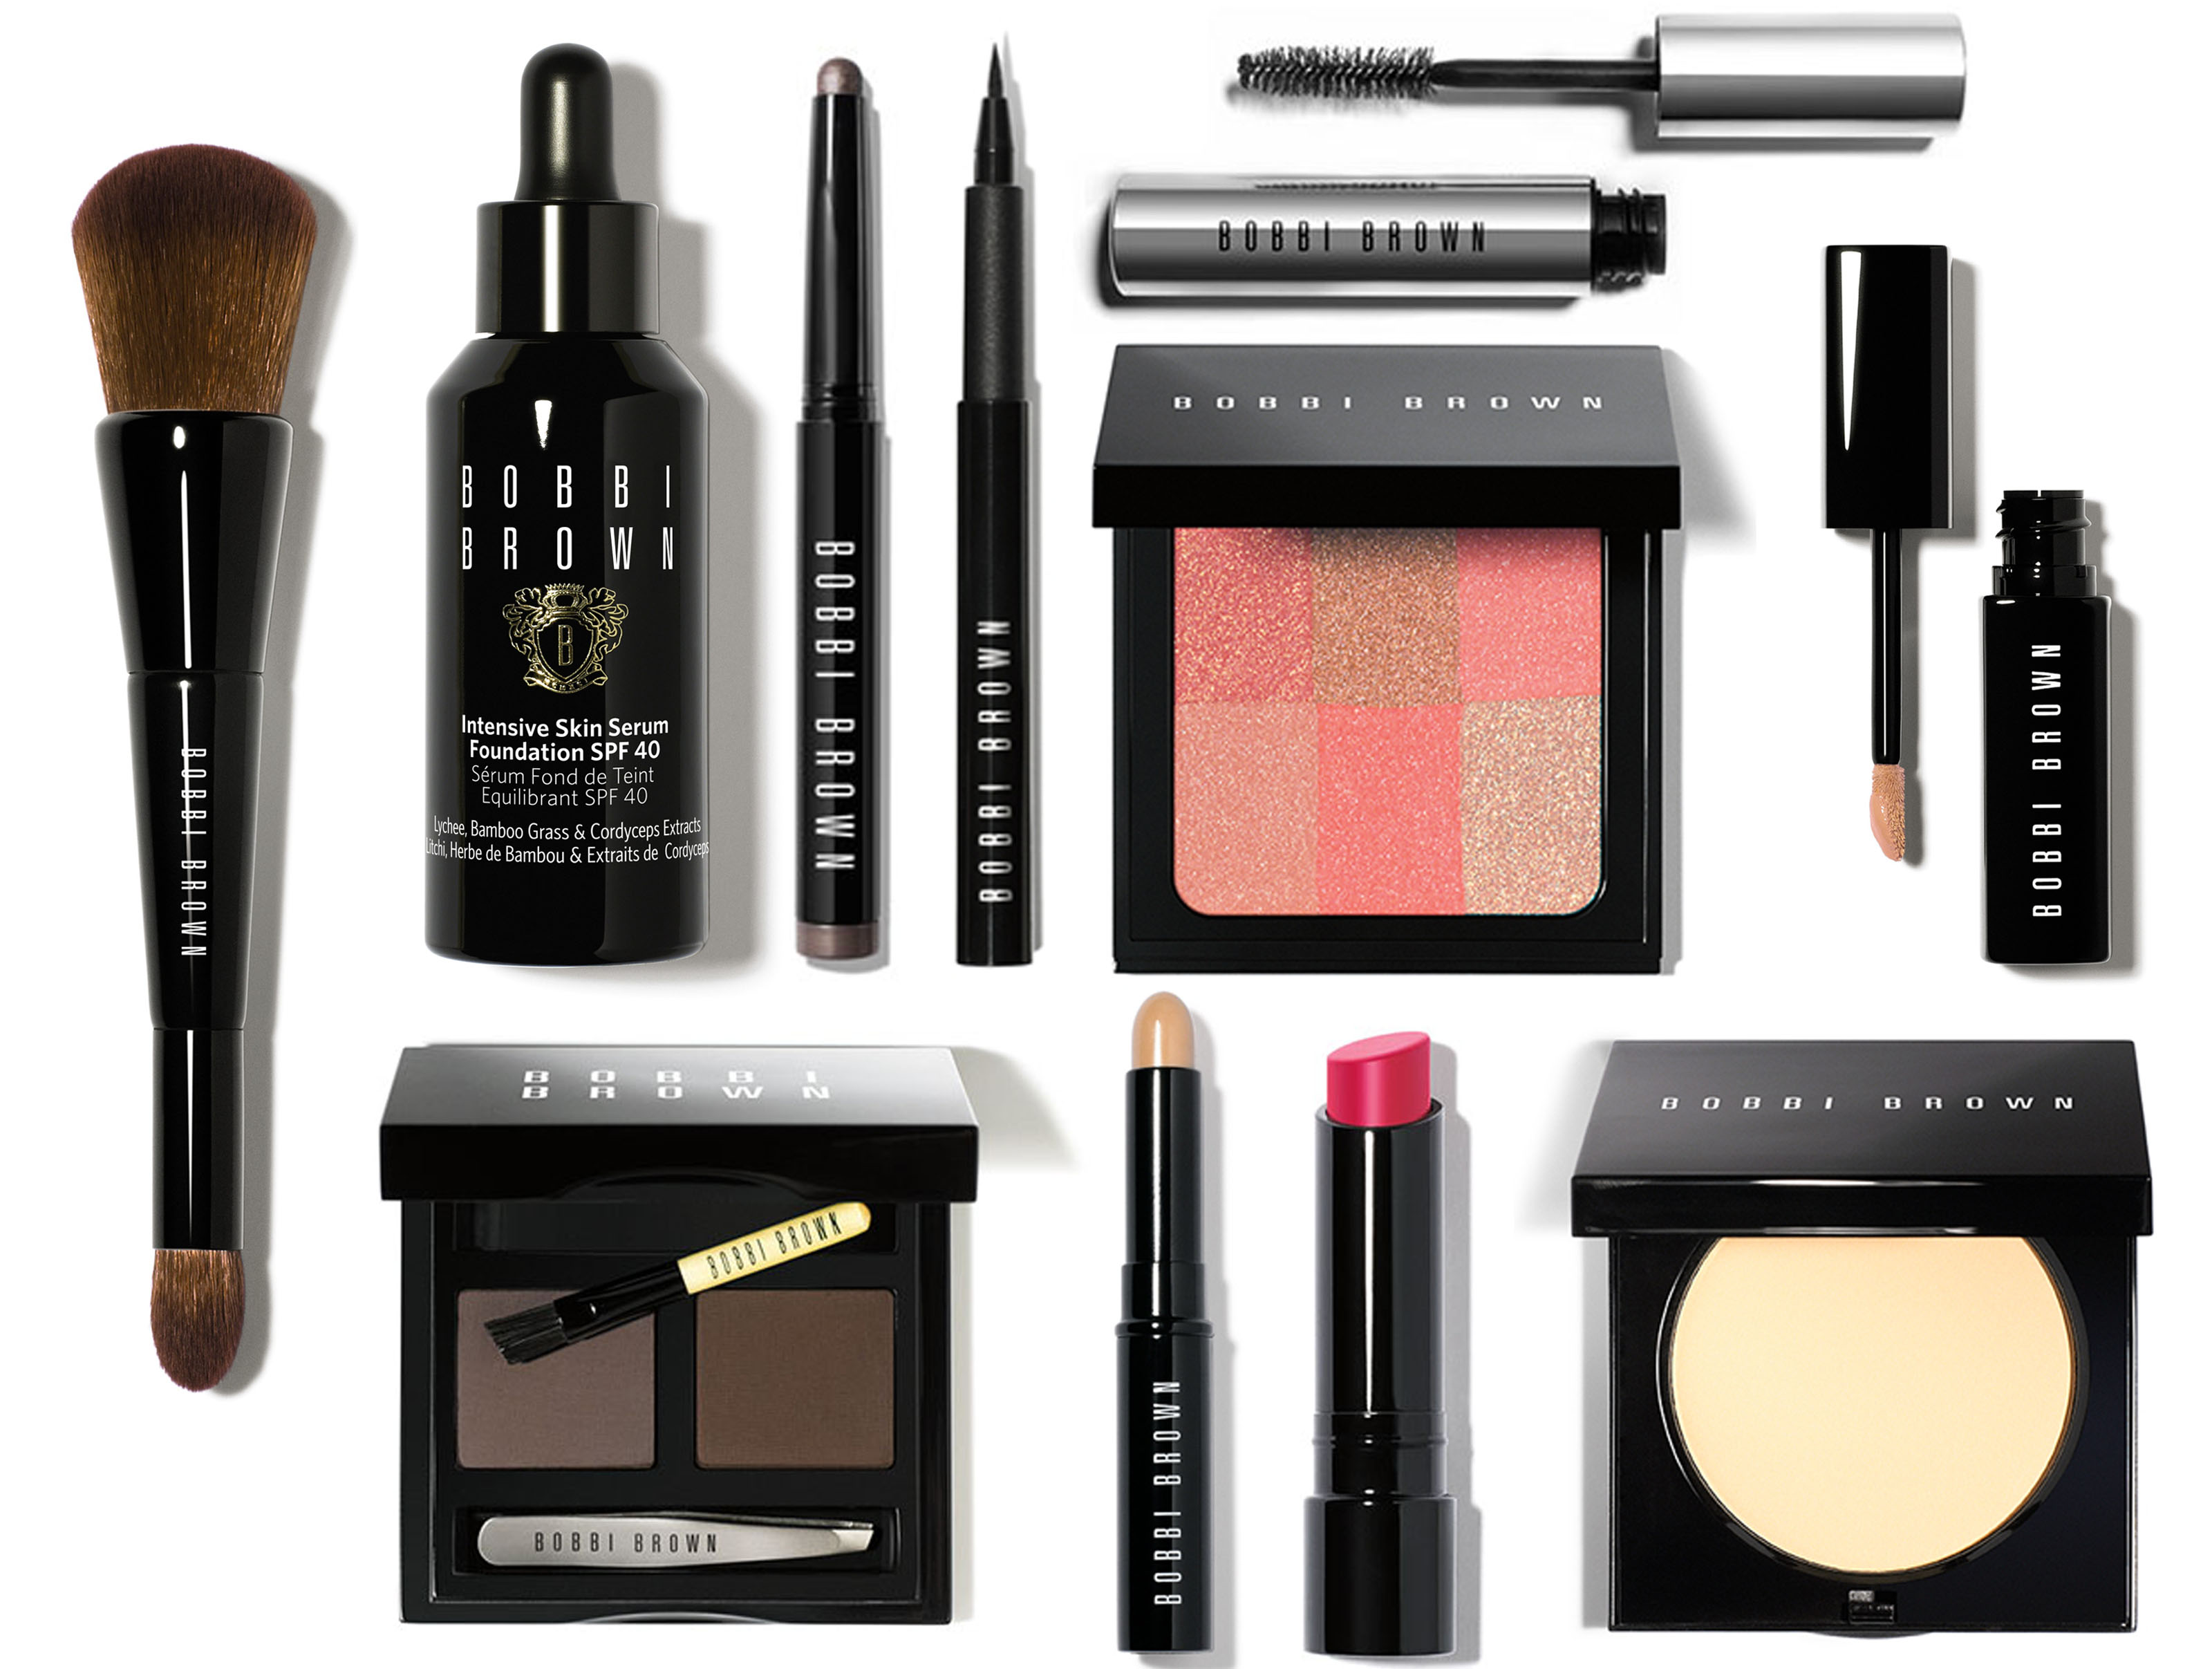 BOBBI BROWN
BOBBI
BROWN
B
Intensive Skin Serum
Foundation SPF 40
Sérum Fond de Teint
Equilibrant SPF 40
Lychee, Bamboo Grass & Cordyceps Extracts
Litchi, Herbe de Bambou & Extraits de Cordyceps
BOBBI BROWN
BOBBI BROWN
BOBBI BROWN
BOBBI BROWN
BOBBI BROWN
BOBBI
BROWN
BOBBI BROWN
BOBBI BROWN
BOBBI BROWN
BOBBI BROWN